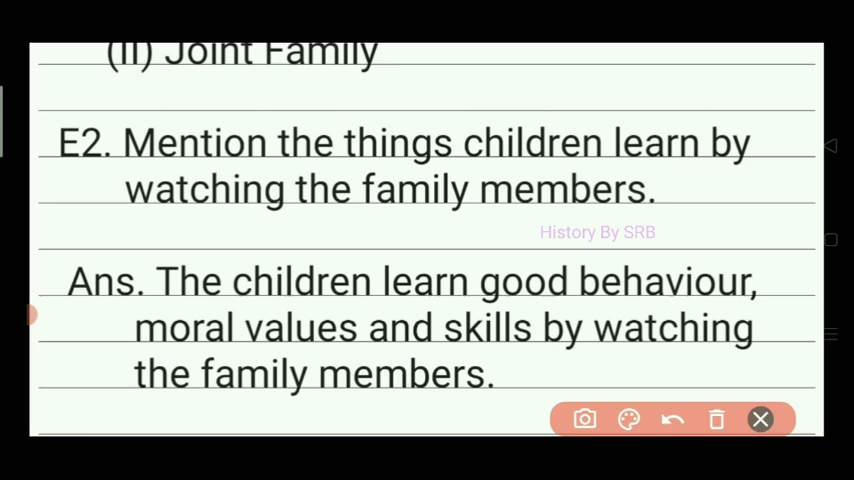 (II) Joint Family
E2. Mention the things children learn by
watching the family members.
History By SRB
Ans. The children learn good behaviour,
moral values and skills by watching
the family members.